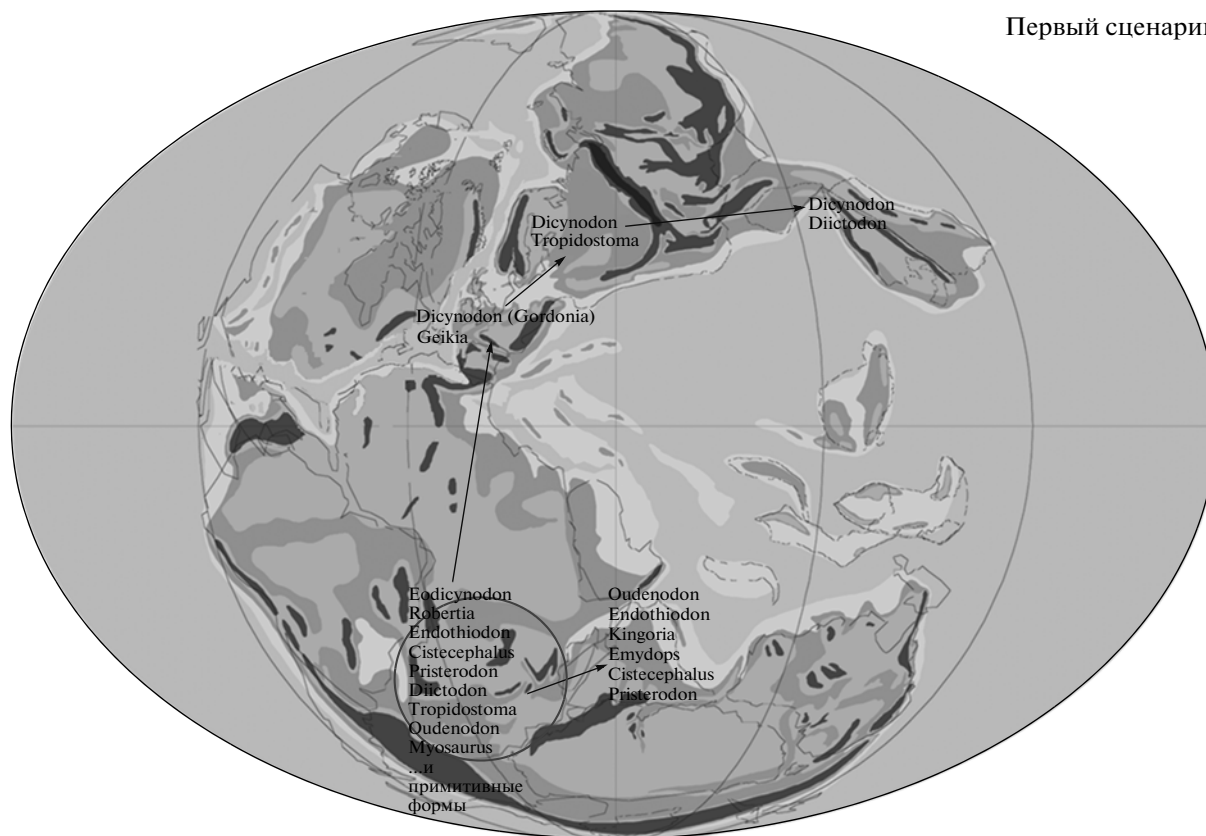 Первый сценарий
Dicynodon
Tropidostoma
Dicynodon
Diictodon
Dicynodon (Gordonia)
Geikia
Eodicynodon
Robertia
Endothiodon
Cistecephalus
Pristerodon
Diictodon
Tropidostoma
Oudenodon
Myosaurus
...и
примитивные
формы
Oudenodon
Endothiodon
Kingoria
Emydops
Cistecephalus
Pristerodon